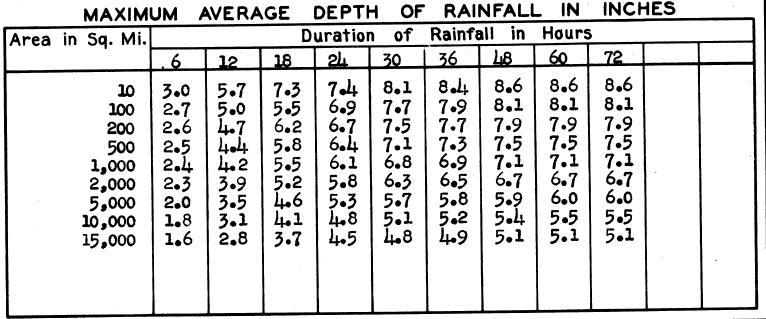 MAXIMUM AVERAGE DEPTH OF RAINFALL IN INCHES
Area in Sq. Mi. Duration of Rainfall in Hours
6 12 18 24 30 36 48 60 72
10 3.0 5.7 7.3 7.4 8.1 8.4 8.6 8.6 8.6
100 2.7 5.0 5.5 6.9 7.7 7.9 8.1 8.1 8.1
200 2.6 4.7 6.2 6.7 7.5 7.7 7.9 7.9 7.9
500 2.5 4.4 5.8 6.4 7.1 7.3 7.5 7.5 7.5
1,000 2.4 4.2 5.5 6.1 6.8 6.9 7.1 7.1 7.1
2,000 2.3 3.9 5.2 5.8 6.3 6.5 6.7 6.7 6.7
5,000 2.0 3.5 4.6 5.3 5.7 5.8 5.9 6.0 6.0
10,000 1.8 3.1 4.1 4.8 5.1 5.2 5.4 5.5 5.5
15,000 1.6 2.8 3.7 4.5 4.8 4.9 5.1 5.1 5.1